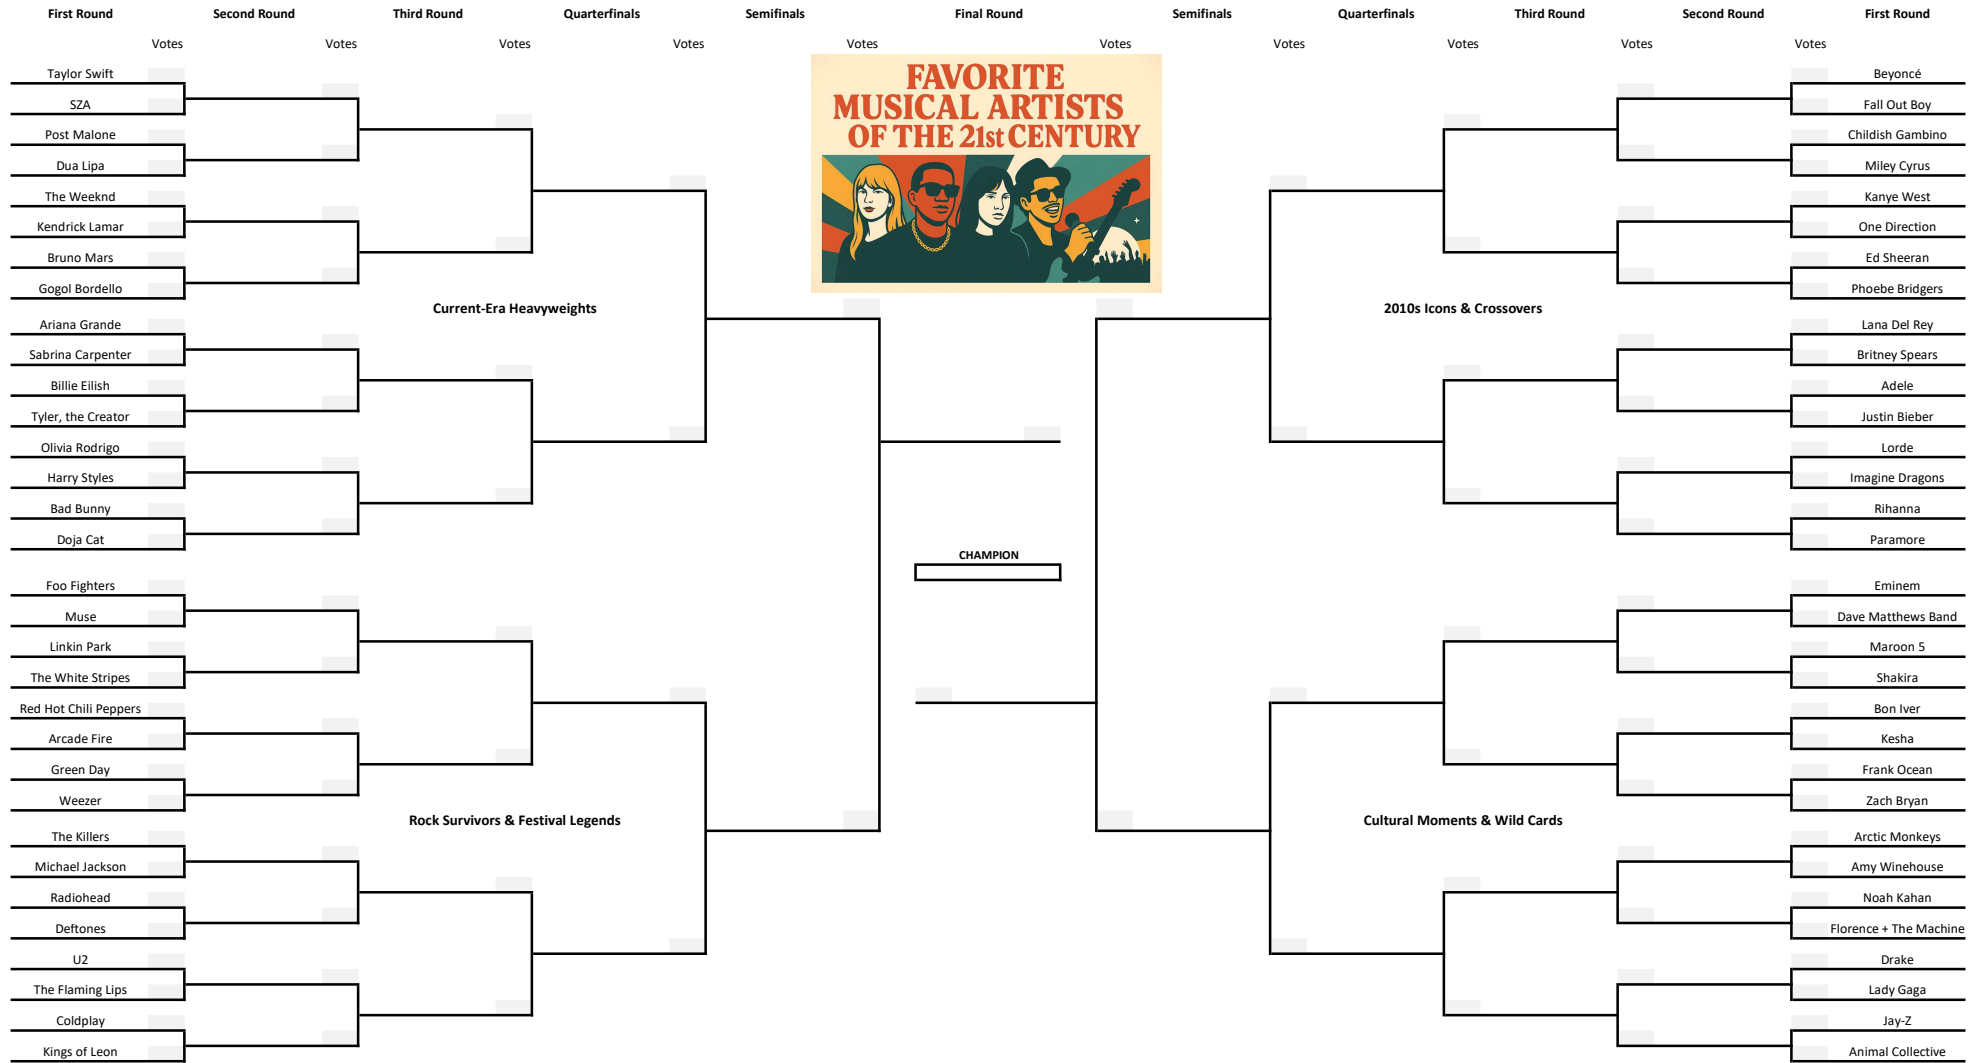 First Round
Second Round
Third Round
Quarterfinals
Semifinals
Final Round
Semifinals
Quarterfinals
Third Round
Second Round
First Round
Votes
Votes
Votes
Votes
Votes
Votes
Votes
Votes
Votes
Votes
FAVORITE
MUSICAL ARTISTS
OF THE 21st CENTURY
Taylor Swift
SZA
Post Malone
Dua Lipa
The Weeknd
Kendrick Lamar
Bruno Mars
Gogol Bordello
Current-Era Heavyweights
Ariana Grande
Sabrina Carpenter
Billie Eilish
Tyler, the Creator
Olivia Rodrigo
Harry Styles
Bad Bunny
Doja Cat
Foo Fighters
Muse
Linkin Park
The White Stripes
Red Hot Chili Peppers
Arcade Fire
Green Day
Weezer
Rock Survivors & Festival Legends
The Killers
Michael Jackson
Radiohead
Deftones
U2
The Flaming Lips
Coldplay
Kings of Leon
CHAMPION
Beyoncé
Fall Out Boy
Childish Gambino
Miley Cyrus
Kanye West
One Direction
Ed Sheeran
Phoebe Bridgers
2010s Icons & Crossovers
Lana Del Rey
Britney Spears
Adele
Justin Bieber
Lorde
Imagine Dragons
Rihanna
Paramore
Eminem
Dave Matthews Band
Maroon 5
Shakira
Bon Iver
Kesha
Frank Ocean
Zach Bryan
Cultural Moments & Wild Cards
Arctic Monkeys
Amy Winehouse
Noah Kahan
Florence + The Machine
Drake
Lady Gaga
Jay-Z
Animal Collective